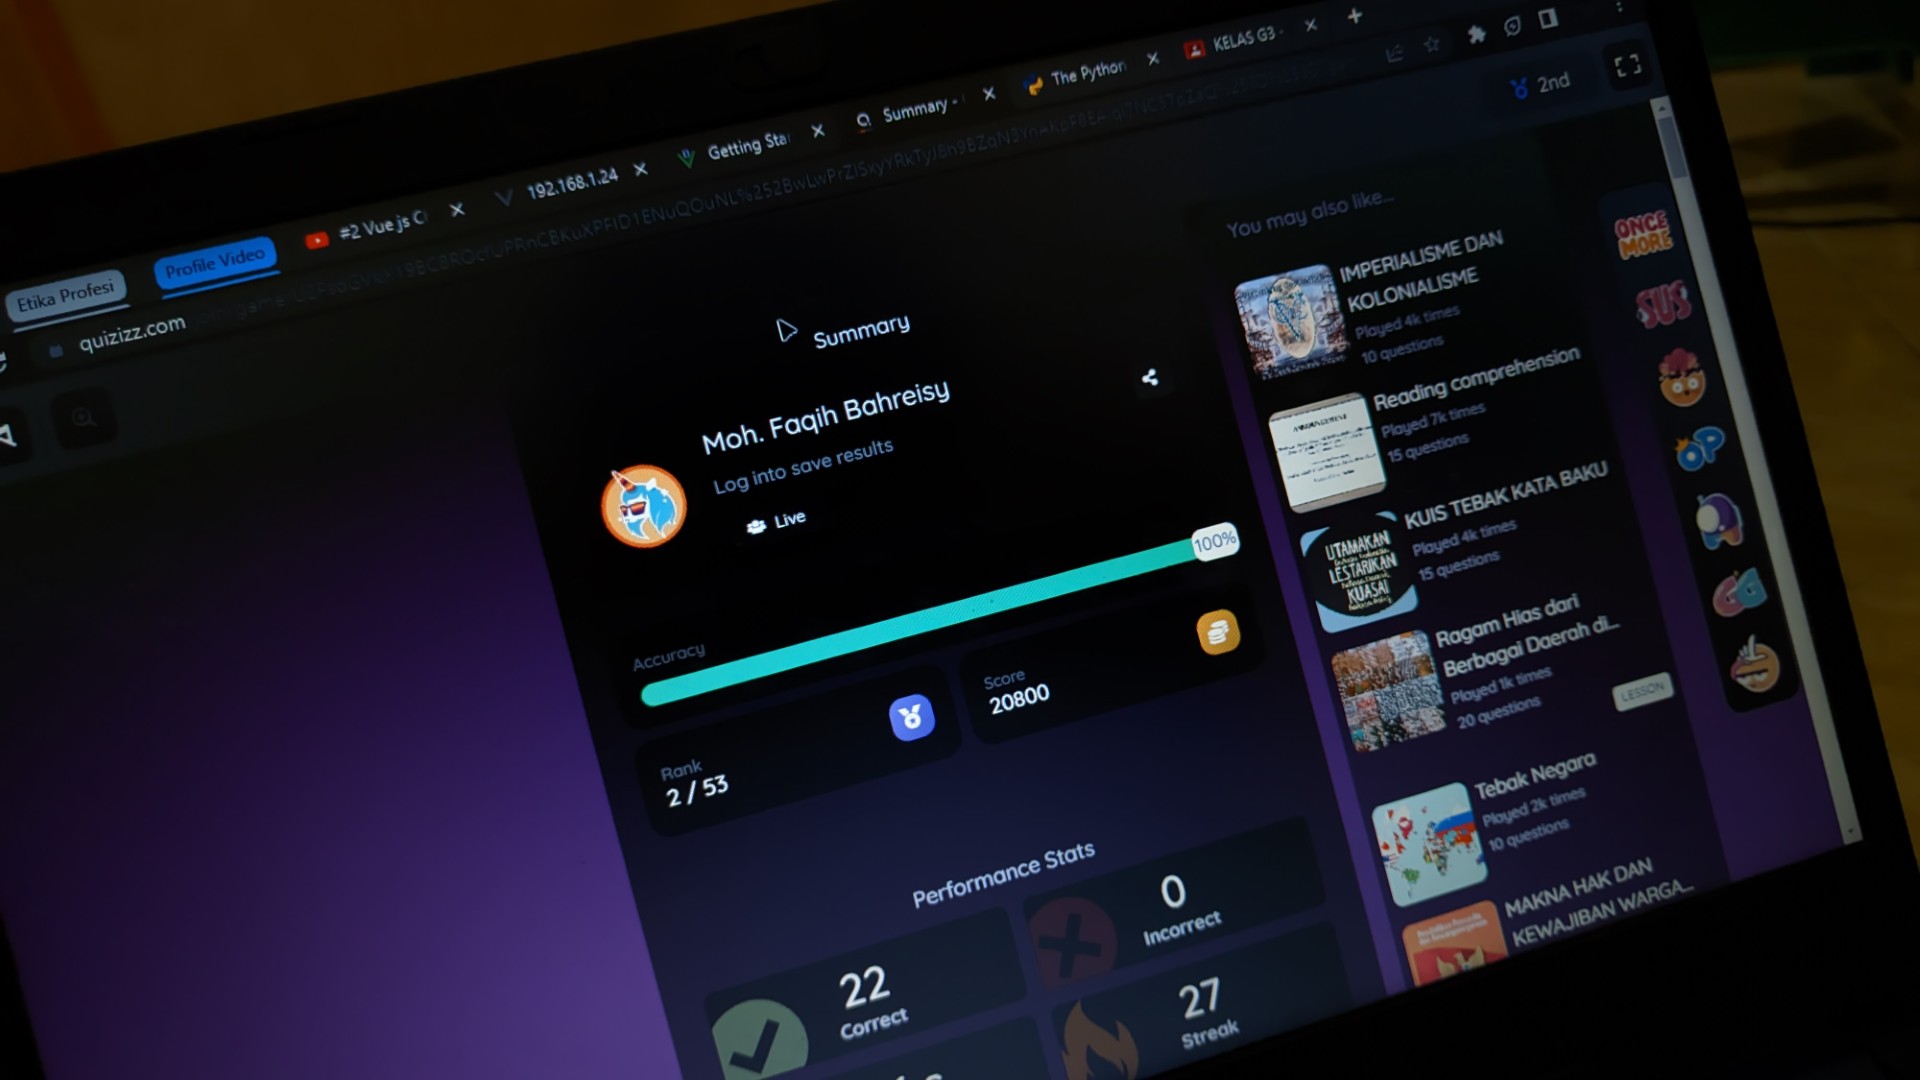 Etika Profesi
Profile Video
#2 Vue js C
192.168.1.24
Getting Star
Summary -
The Python
KELAS G3 -
quizizz.com
2nd
Summary
Moh. Faqih Bahreisy
Log into save results
Live
100%
Accuracy
Rank
2 / 53
Score
20800
Performance Stats
22
Correct
0
Incorrect
27
Streak
You may also like...
IMPERIALISME DAN
KOLONIALISME
Played 4k times
10 questions
Reading comprehension
Played 7k times
15 questions
KUIS TEBAK KATA BAKU
Played 4k times
15 questions
UTAMAKAN
LESTARIKAN
KUASAI
Ragam Hias dari
Berbagai Daerah di...
Played 1k times
20 questions
LESSON
Tebak Negara
Played 2k times
10 questions
MAKNA HAK DAN
KEWAJIBAN WARGA...
ONCE
MORE
SUS
OP